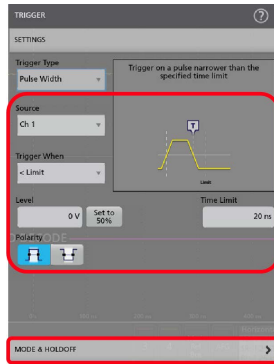 TRIGGER
?
SETTINGS
Trigger Type
Pulse Width
Trigger on a pulse narrower than the
specified time limit
Source
Ch 1
T
Trigger When
< Limit
Limit
Level
Time Limit
0 V
Set to
50%
20 ns
Polarity
MODE & HOLDOFF